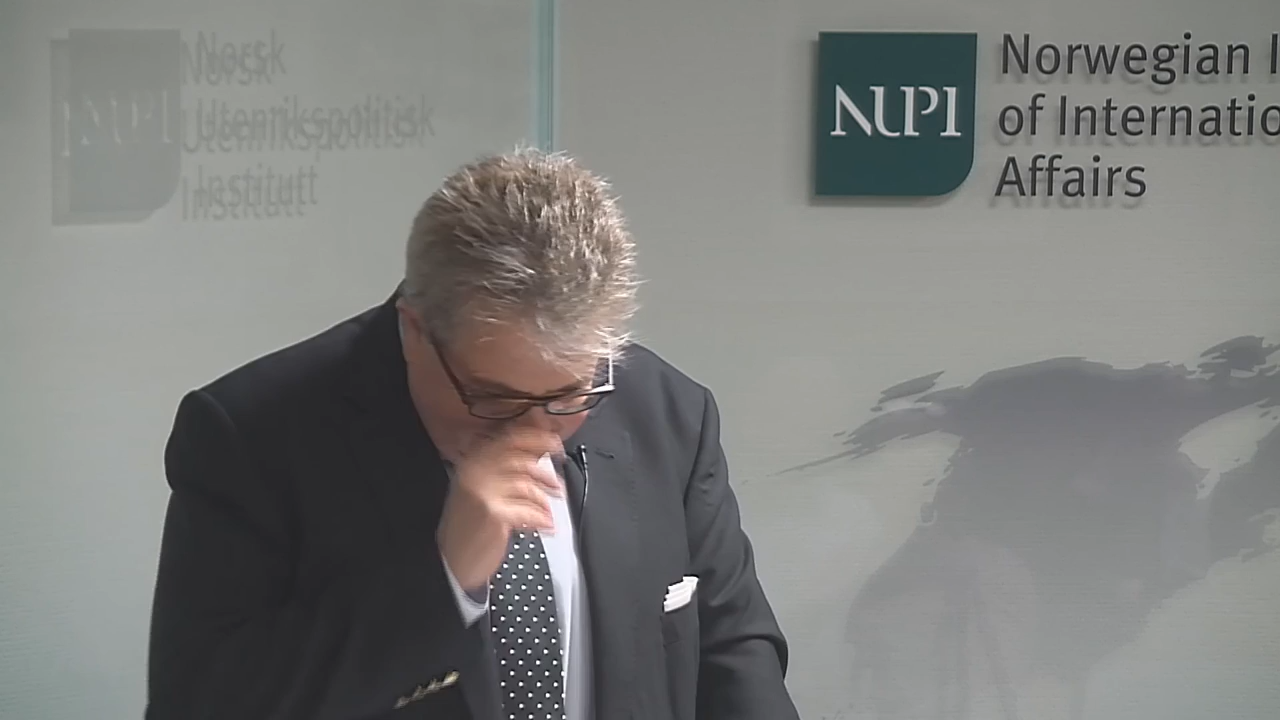 NUPI
Norsk
Utenrikspolitisk
Institutt
NUPI
Norwegian I
of Internatio
Affairs